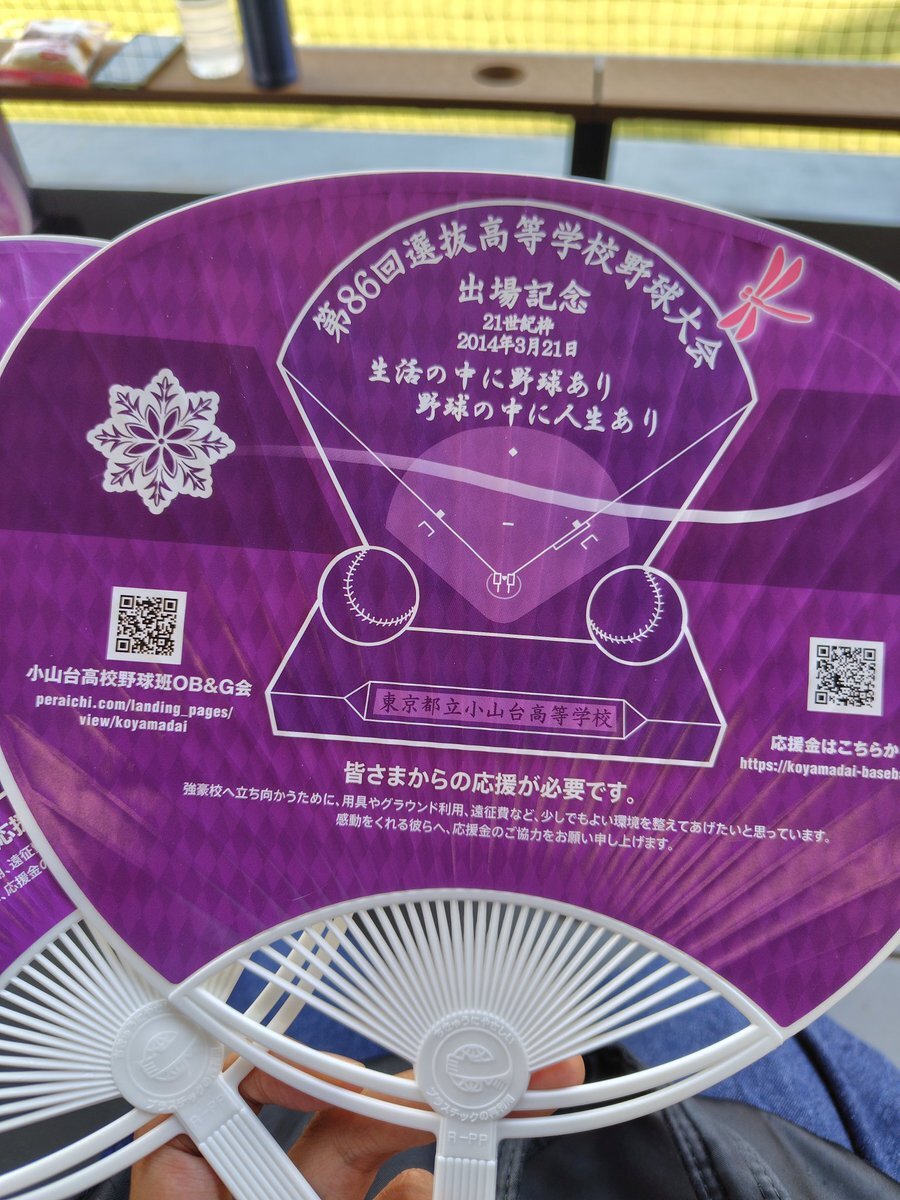 第86回選抜高等学校野球大会
出場記念
21世紀枠
2014年3月21日
生活の中に野球あり
野球の中に人生あり
小山台高校野球班OB&G会
peraichi.com/landing_pages/
view/koyamadai
東京都立小山台高等学校
応援金はこちらか
https://koyamadai-baseba
皆さまからの応援が必要です。
強豪校へ立ち向かうために、用具やグラウンド利用、遠征費など、少しでもよい環境を整えてあげたいと思っています。
感動をくれる彼らへ、応援金のご協力をお願い申し上げます。
R-PP